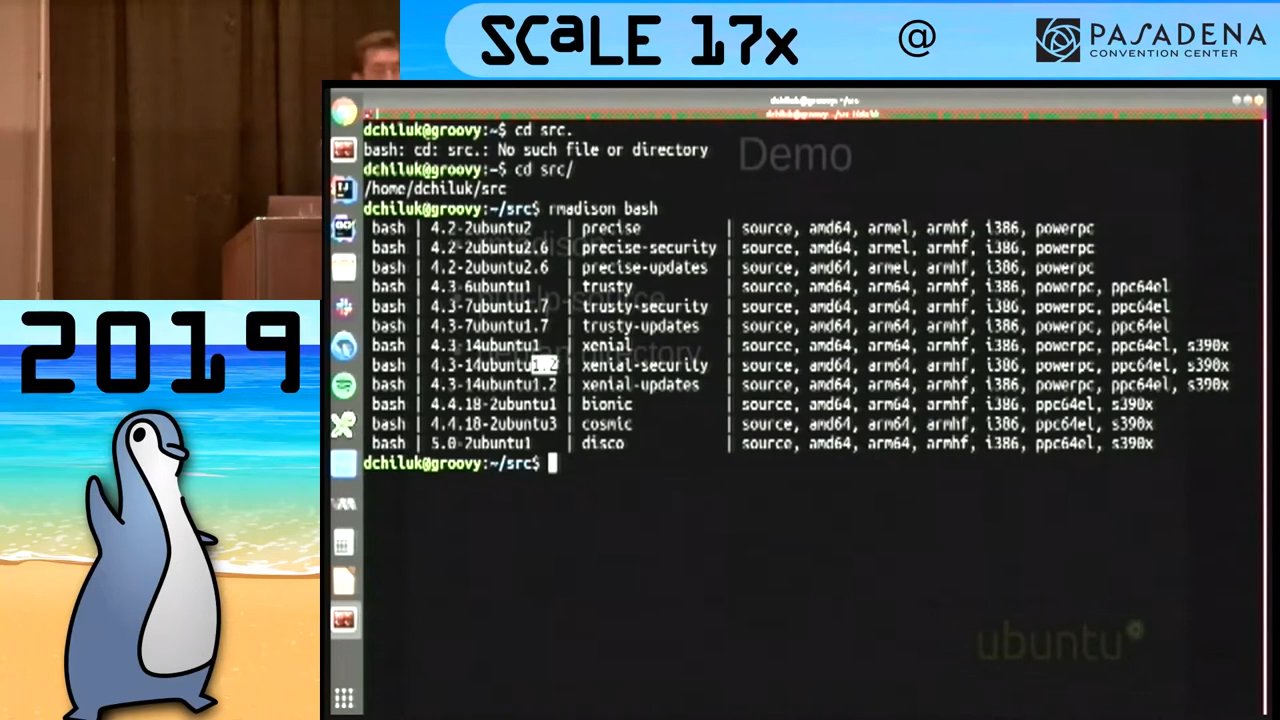 SCALE 17x @ PASADENA
CONVENTION CENTER
dchiluk@groovy: ~/src
dchiluk@groovy:~$ cd src.
bash: cd: src.: No such file or directory
Demo
dchiluk@groovy:~$ cd src/
/home/dchiluk/src
dchiluk@groovy:~/src$ rmadison bash
bash | 4.2-2ubuntu2 | precise | source, amd64, armel, armhf, i386, powerpc
bash | 4.2-2ubuntu2.6 | precise-security | source, amd64, armel, armhf, i386, powerpc
bash | 4.2-2ubuntu2.6 | precise-updates | source, amd64, armel, armhf, i386, powerpc
bash | 4.3-6ubuntu1 | trusty | source, amd64, arm64, armhf, i386, powerpc, ppc64el
bash | 4.3-7ubuntu1.7 | trusty-security | source, amd64, arm64, armhf, i386, powerpc, ppc64el
bash | 4.3-7ubuntu1.7 | trusty-updates | source, amd64, arm64, armhf, i386, powerpc, ppc64el
bash | 4.3-14ubuntu1 | xenial | source, amd64, arm64, armhf, i386, powerpc, ppc64el, s390x
bash | 4.3-14ubuntu1.2 | xenial-security | source, amd64, arm64, armhf, i386, powerpc, ppc64el, s390x
bash | 4.3-14ubuntu1.2 | xenial-updates | source, amd64, arm64, armhf, i386, powerpc, ppc64el, s390x
bash | 4.4.18-2ubuntu1 | bionic | source, amd64, arm64, armhf, i386, ppc64el, s390x
bash | 4.4.18-2ubuntu3 | cosmic | source, amd64, arm64, armhf, i386, ppc64el, s390x
bash | 5.0-2ubuntu1 | disco | source, amd64, arm64, armhf, i386, ppc64el, s390x
dchiluk@groovy:~/src$
2019
ubuntu